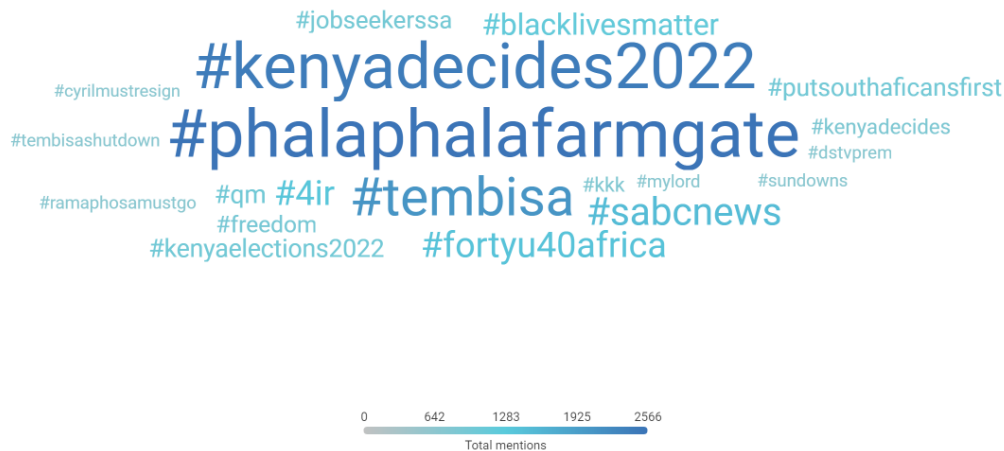 #jobseekerssa #blacklivesmatter
#kenyadecides2022
#cyrilmustresign #putsouthaficansfirst
#phalaphalafarmgate
#tembisashutdown #kenyadecides
#dstvprem
#tembisa
#kkk #mylord #sundowns
#ramaphosamustgo #qm #4ir #sabcnews
#freedom
#kenyaelections2022 #fortyu40africa
0 642 1283 1925 2566
Total mentions